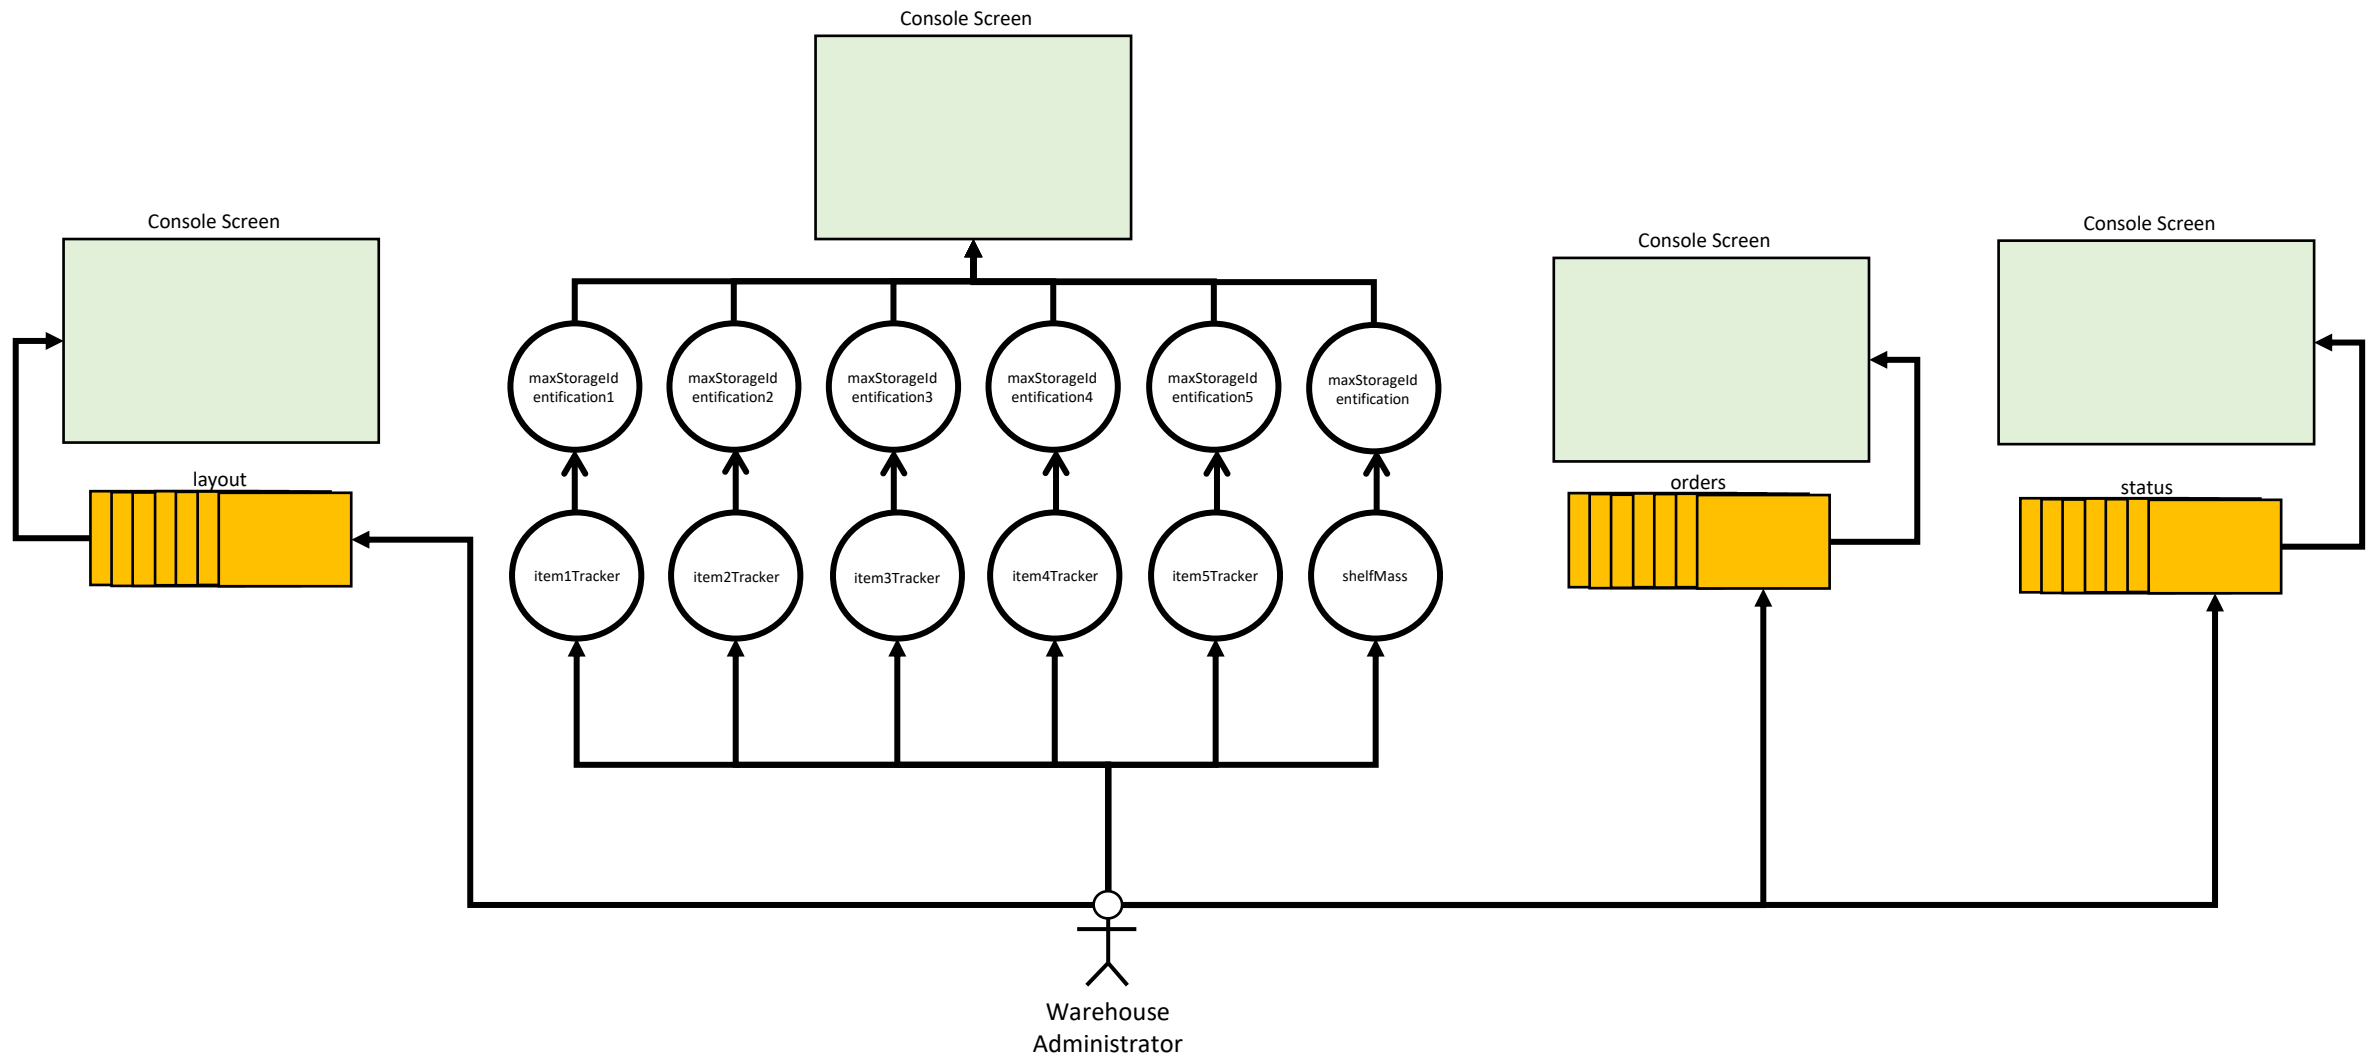 Console Screen
Console Screen
Console Screen
Console Screen
maxStorageId
entification1
maxStorageId
entification2
maxStorageId
entification3
maxStorageId
entification4
maxStorageId
entification5
maxStorageId
entification
layout
orders
status
item1Tracker
item2Tracker
item3Tracker
item4Tracker
item5Tracker
shelfMass
Warehouse
Administrator